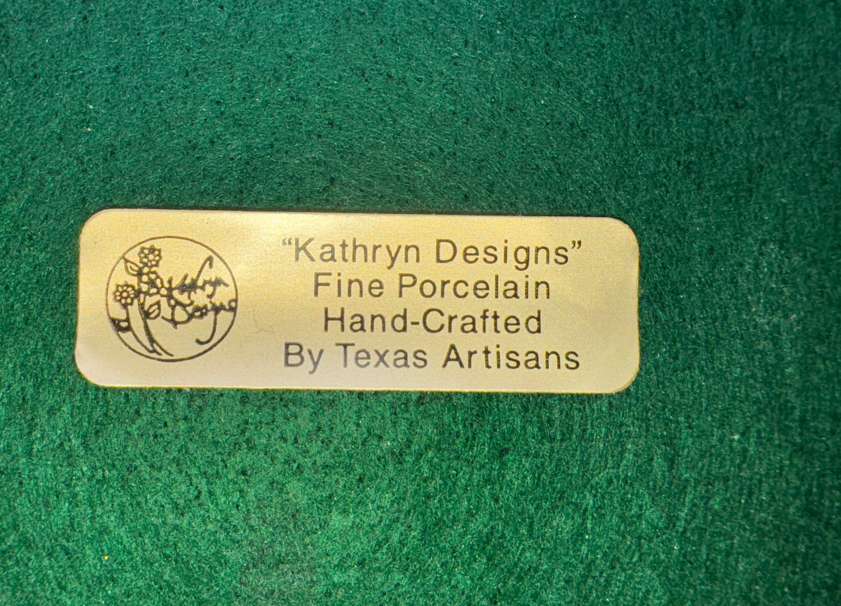 “Kathryn Designs”
Fine Porcelain
Hand-Crafted
By Texas Artisans